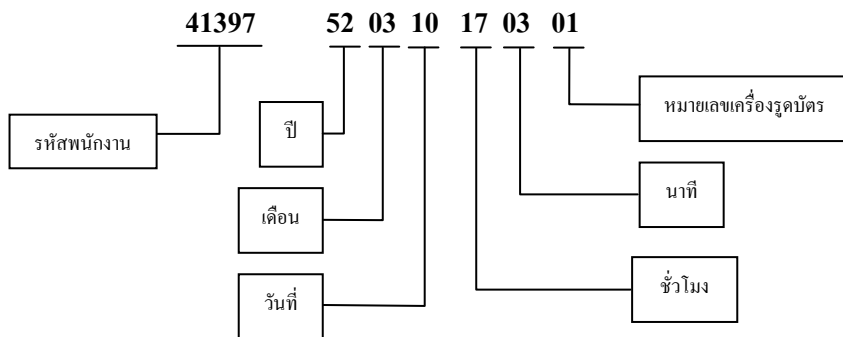 41397 52 03 10 17 03 01
หมายเลขเครื่องรูดบัตร
ปี
รหัสพนักงาน
นาที
เดือน
ชั่วโมง
วันที่